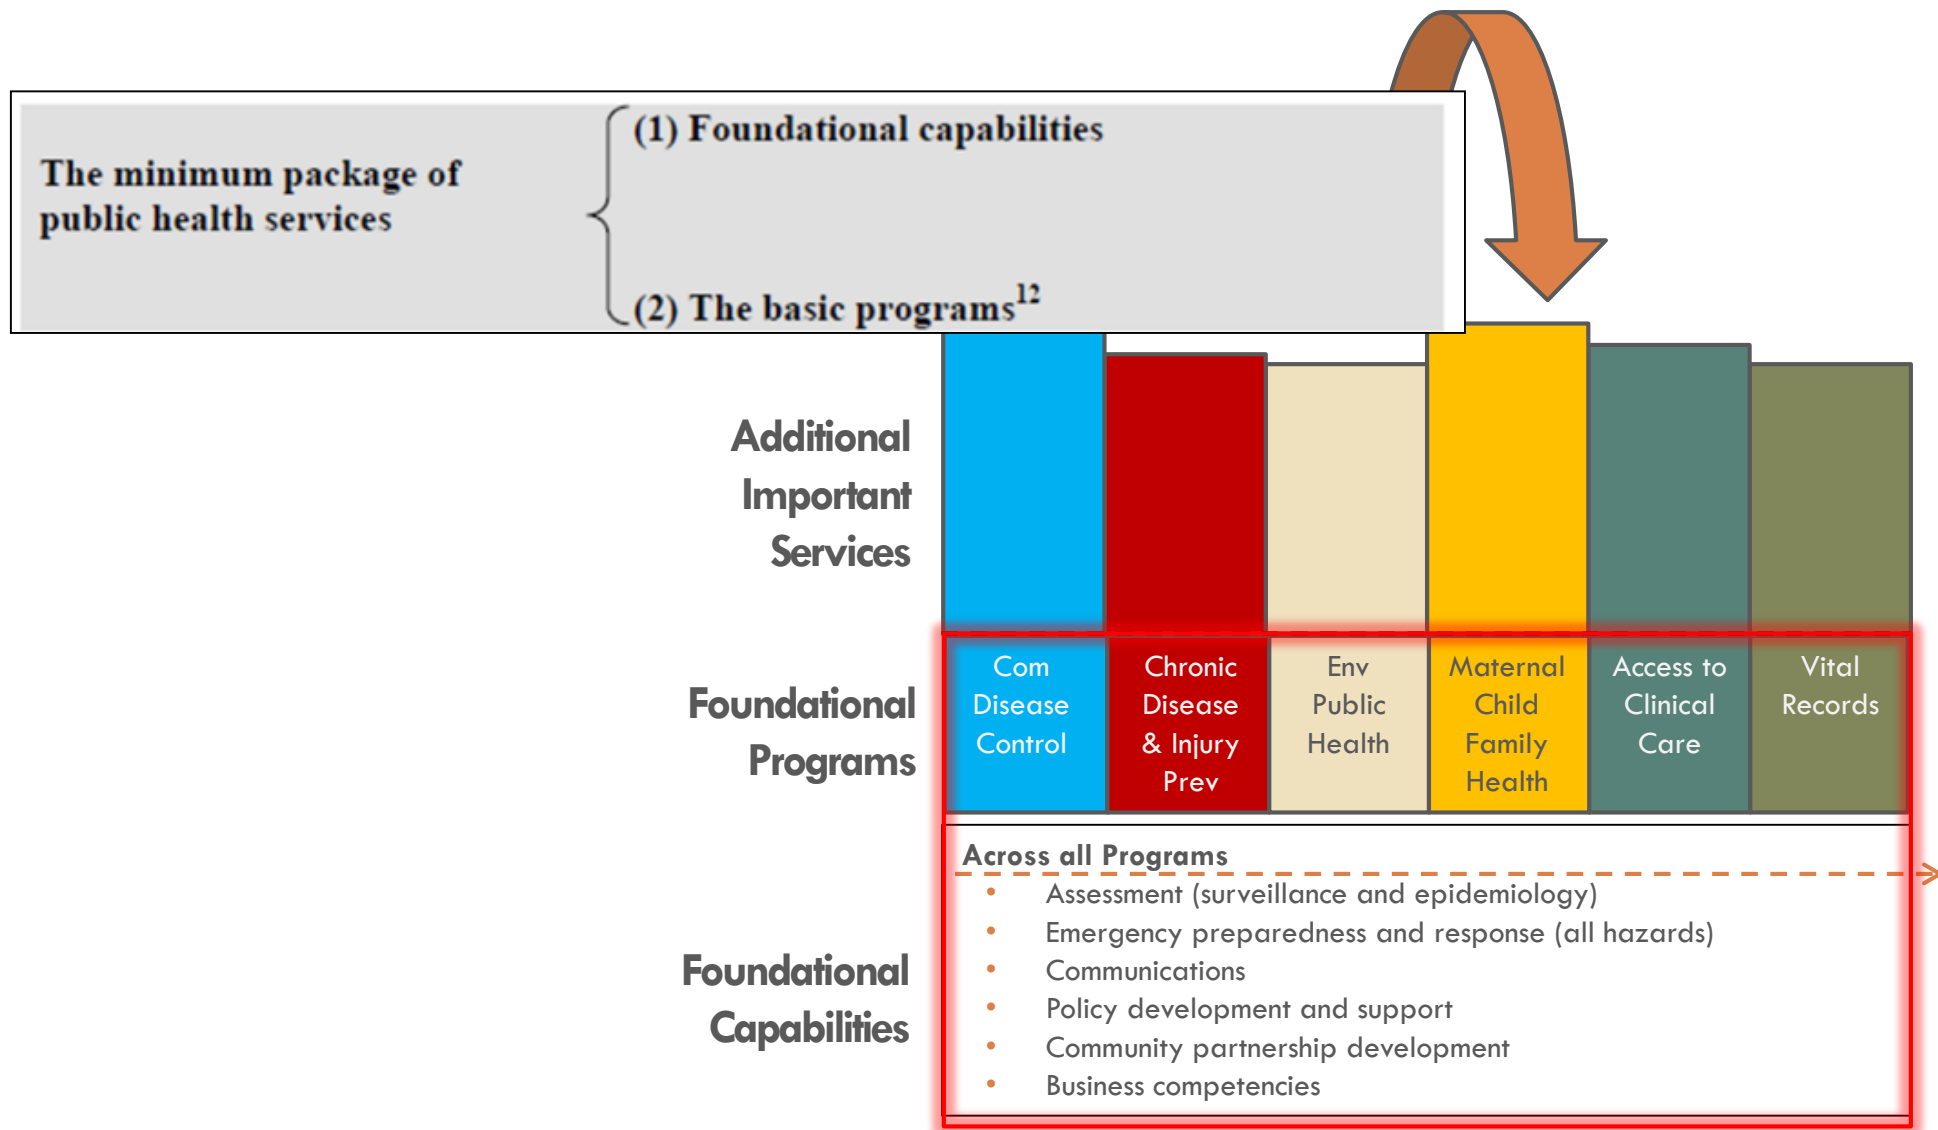 The minimum package of
public health services
(1) Foundational capabilities
(2) The basic programs12
Additional
Important
Services
Foundational
Programs
Com
Disease
Control
Chronic
Disease
& Injury
Prev
Env
Public
Health
Maternal
Child
Family
Health
Access to
Clinical
Care
Vital
Records
Foundational
Capabilities
Across all Programs
• Assessment (surveillance and epidemiology)
• Emergency preparedness and response (all hazards)
• Communications
• Policy development and support
• Community partnership development
• Business competencies